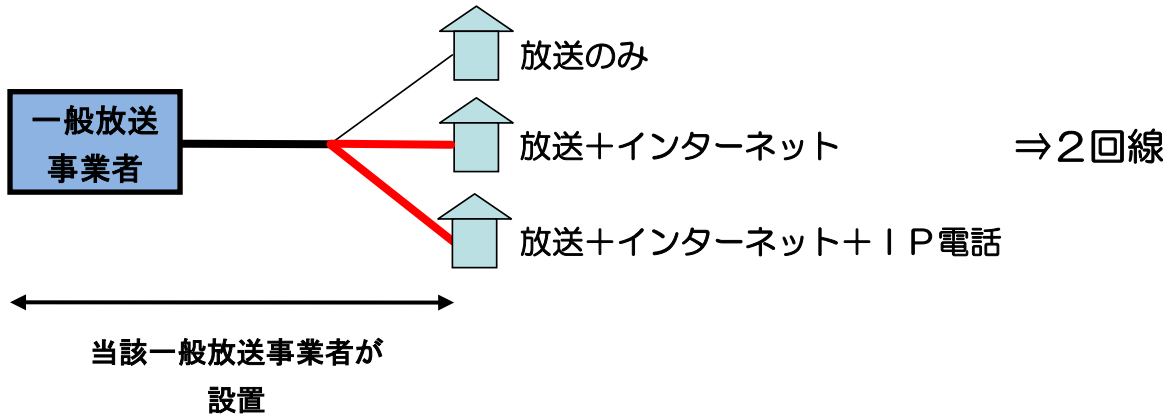 一般放送
事業者
放送のみ
放送＋インターネット
⇒２回線
放送＋インターネット＋ＩＰ電話
当該一般放送事業者が
設置